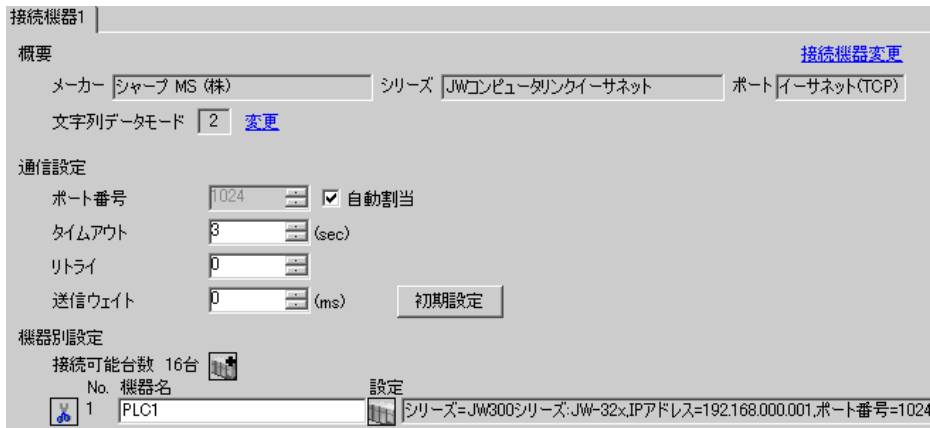 接続機器1
概要 接続機器変更
メーカー シャープ MS (株) シリーズ JWコンピュータリンクイーサネット ポート イーサネット(TCP)
文字列データモード 2 変更
通信設定
ポート番号 1024 自動割当
タイムアウト 3 (sec)
リトライ 0
送信ウェイト 0 (ms) 初期設定
機器別設定
接続可能台数 16台
No. 機器名 設定
1 PLC1 シリーズ=JW300シリーズ:JW-32x,IPアドレス=192.168.000.001,ポート番号=1024